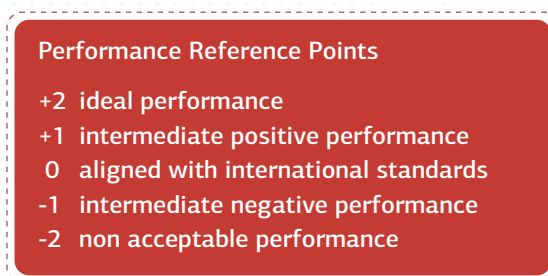 Performance Reference Points
+2 ideal performance
+1 intermediate positive performance
0 aligned with international standards
-1 intermediate negative performance
-2 non acceptable performance